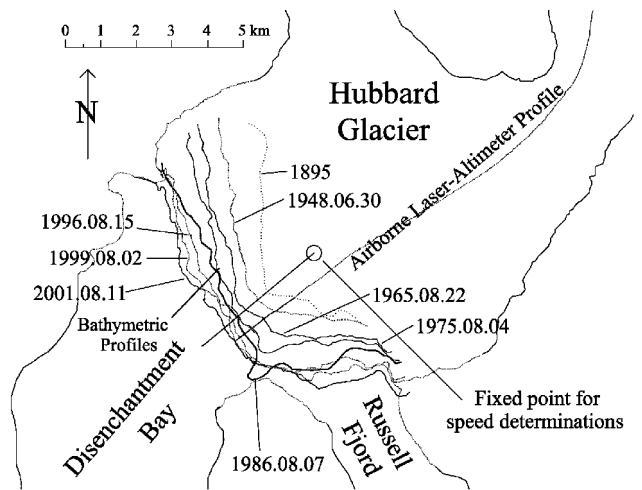 0 1 2 3 4 5 km
N
Hubbard
Glacier
Airborne Laser-Altimeter Profile
1895
1948.06.30
1996.08.15
1999.08.02
2001.08.11
Bathymetric
Profiles
1965.08.22
1975.08.04
Disenchantment
Bay
Fixed point for
speed determinations
Russell
Fjord
1986.08.07